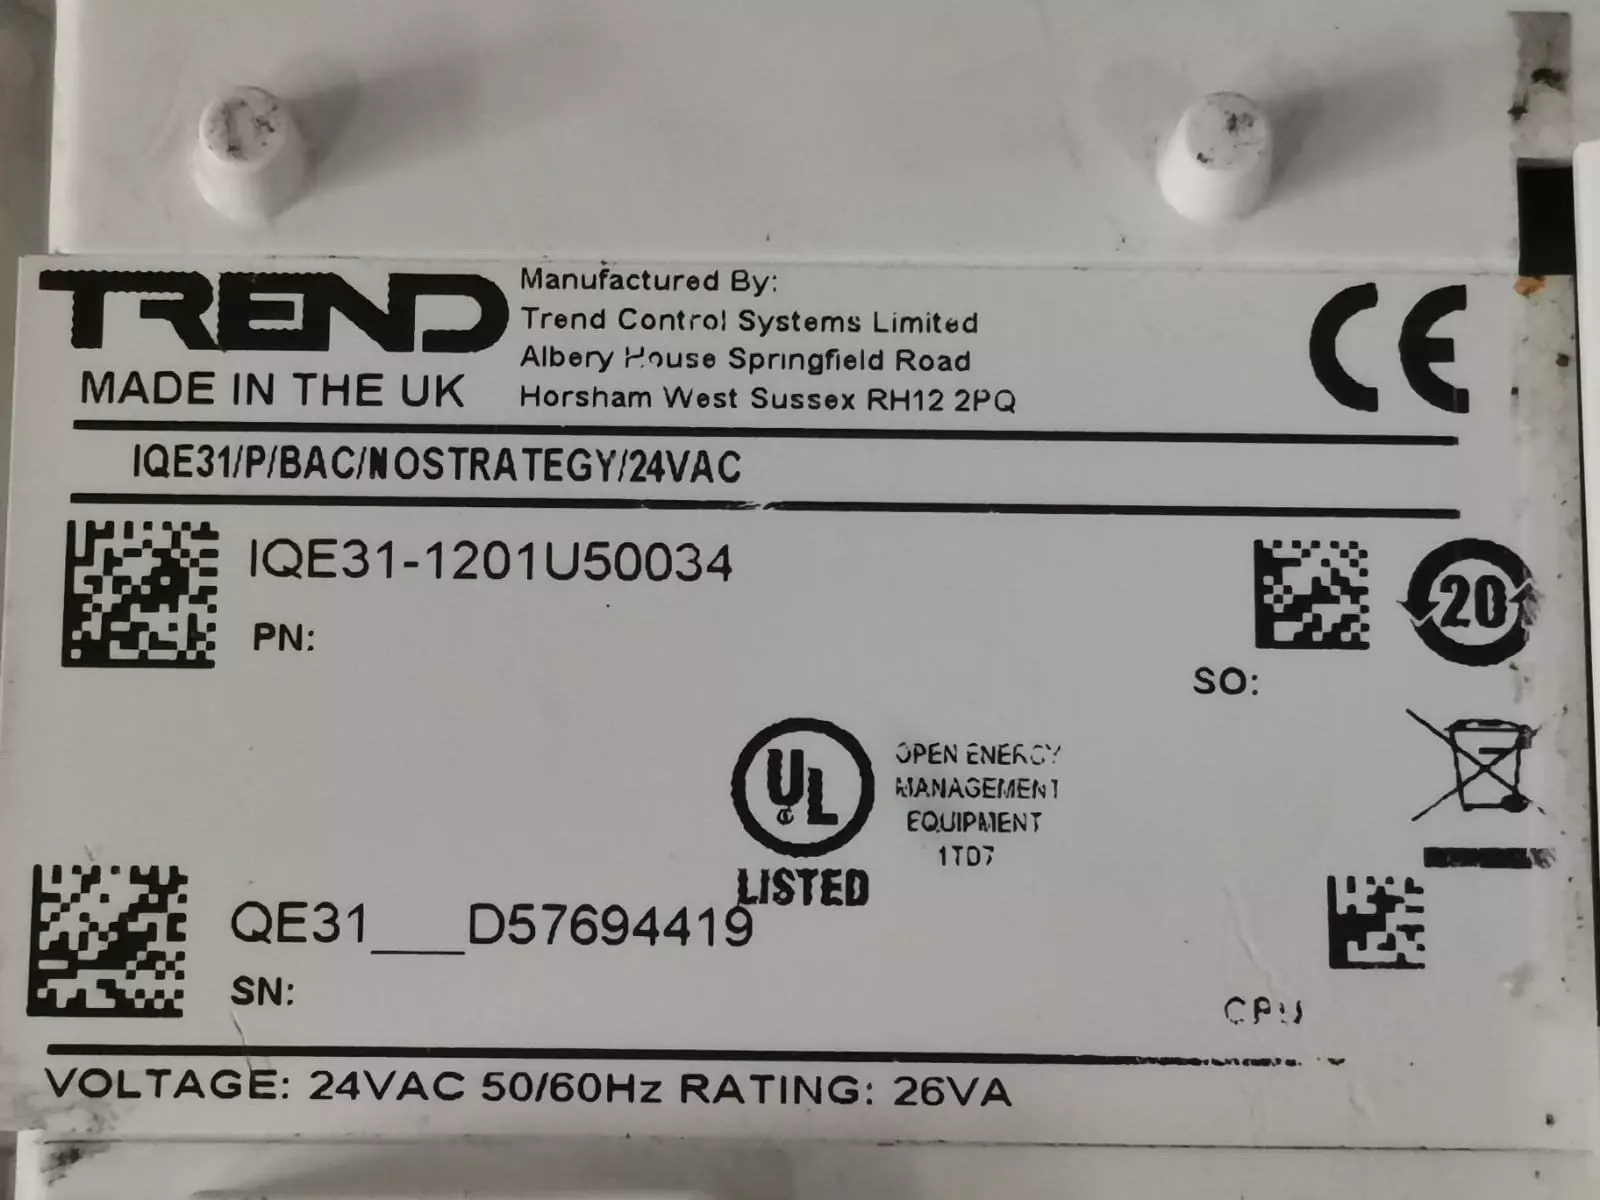 TREND
MADE IN THE UK
Manufactured By:
Trend Control Systems Limited
Albery House Springfield Road
Horsham West Sussex RH12 2PQ
CE
IQE31/P/BAC/NOSTRATEGY/24VAC
IQE31-1201U50034
PN:
20
SO:
UL
LISTED
OPEN ENERGY
MANAGEMENT
EQUIPMENT
1T07
QE31___D57694419
SN:
CPU
VOLTAGE: 24VAC 50/60Hz RATING: 26VA